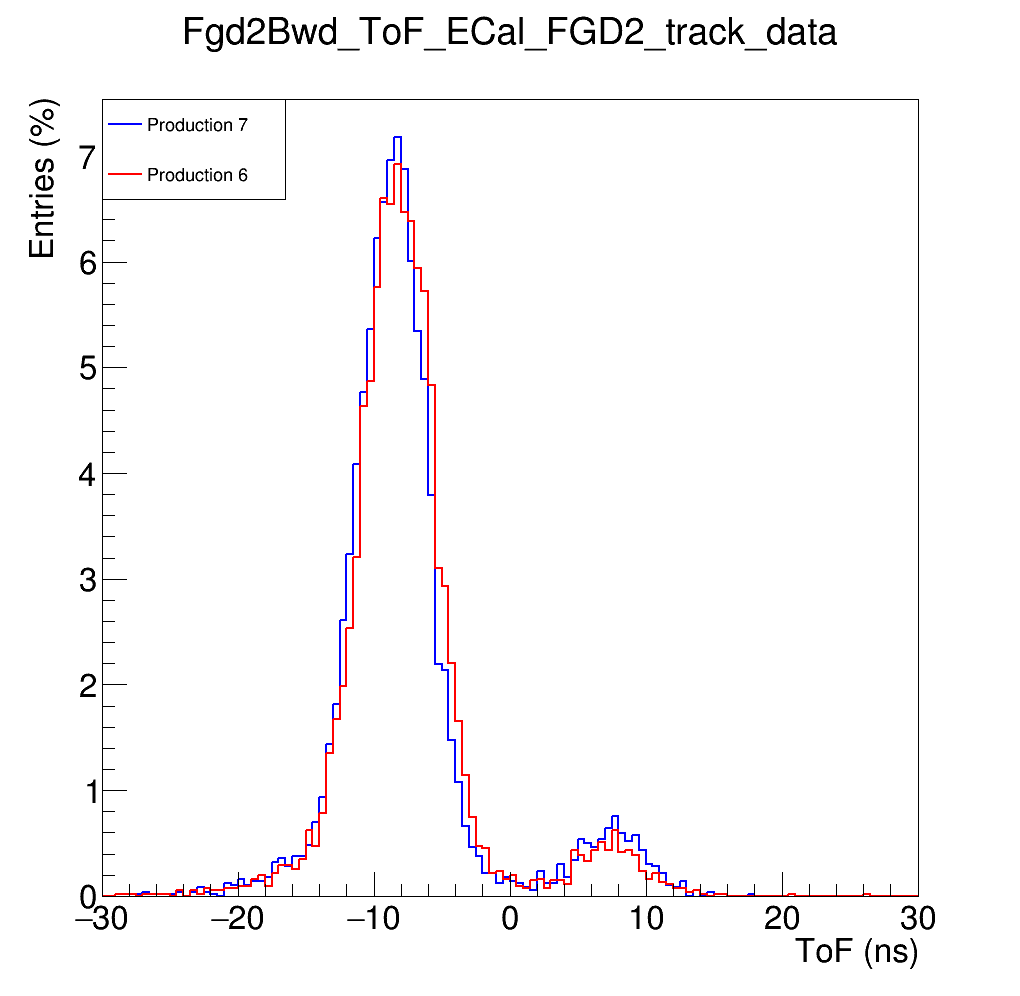 Fgd2Bwd_ToF_ECal_FGD2_track_data
Entries (%)
Production 7
Production 6
7
6
5
4
3
2
1
0
−30 −20 −10 0 10 20 30
ToF (ns)